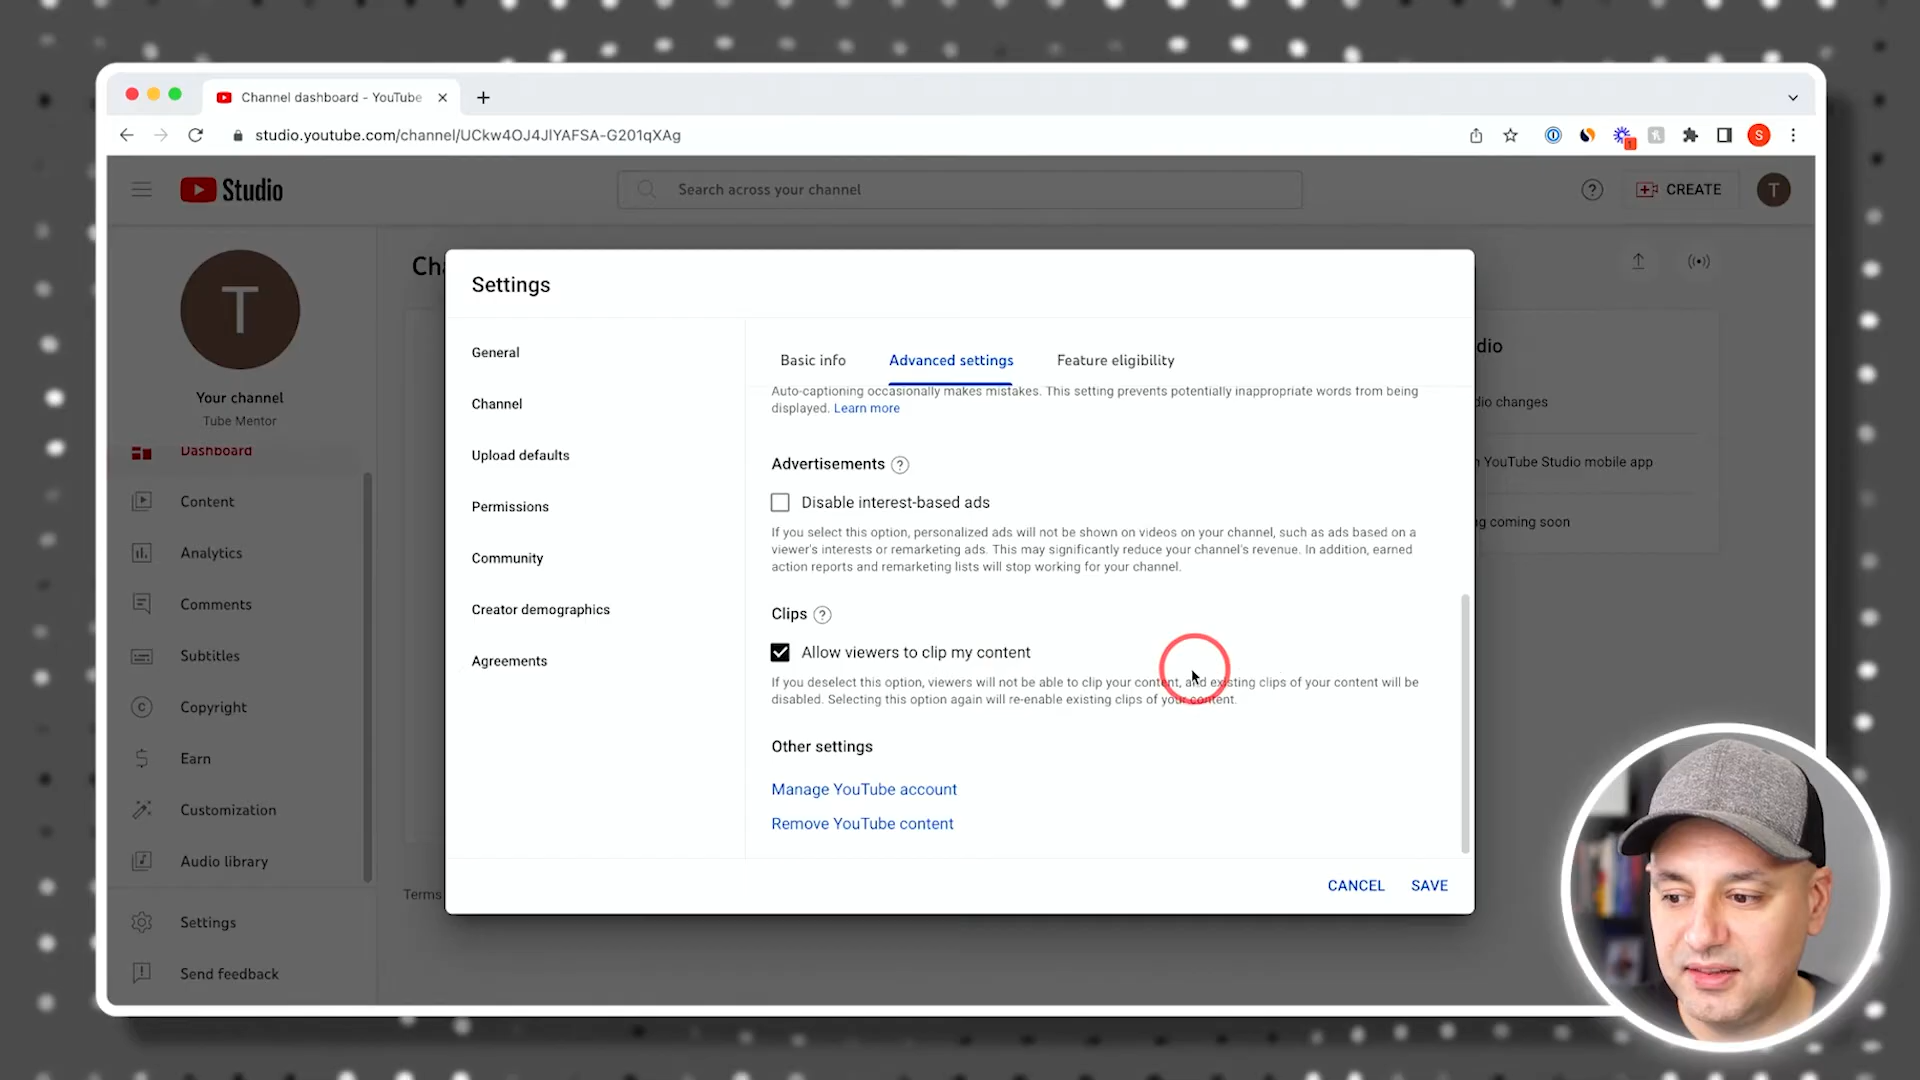 Channel dashboard - YouTube
studio.youtube.com/channel/UCkw4OJ4JlYAFSA-G201qXAg
S
1
Studio
Search across your channel
CREATE
T
T
Your channel
Tube Mentor
Dashboard
Content
Analytics
Comments
Subtitles
Copyright
Earn
Customization
Audio library
Settings
Send feedback
Ch
Terms
dio
dio changes
YouTube Studio mobile app
g coming soon
Settings
General
Channel
Upload defaults
Permissions
Community
Creator demographics
Agreements
Basic info
Advanced settings
Feature eligibility
Auto-captioning occasionally makes mistakes. This setting prevents potentially inappropriate words from being
displayed. Learn more
Advertisements
Disable interest-based ads
If you select this option, personalized ads will not be shown on videos on your channel, such as ads based on a
viewer's interests or remarketing ads. This may significantly reduce your channel's revenue. In addition, earned
action reports and remarketing lists will stop working for your channel.
Clips
Allow viewers to clip my content
If you deselect this option, viewers will not be able to clip your content, and existing clips of your content will be
disabled. Selecting this option again will re-enable existing clips of your content.
Other settings
Manage YouTube account
Remove YouTube content
CANCEL
SAVE